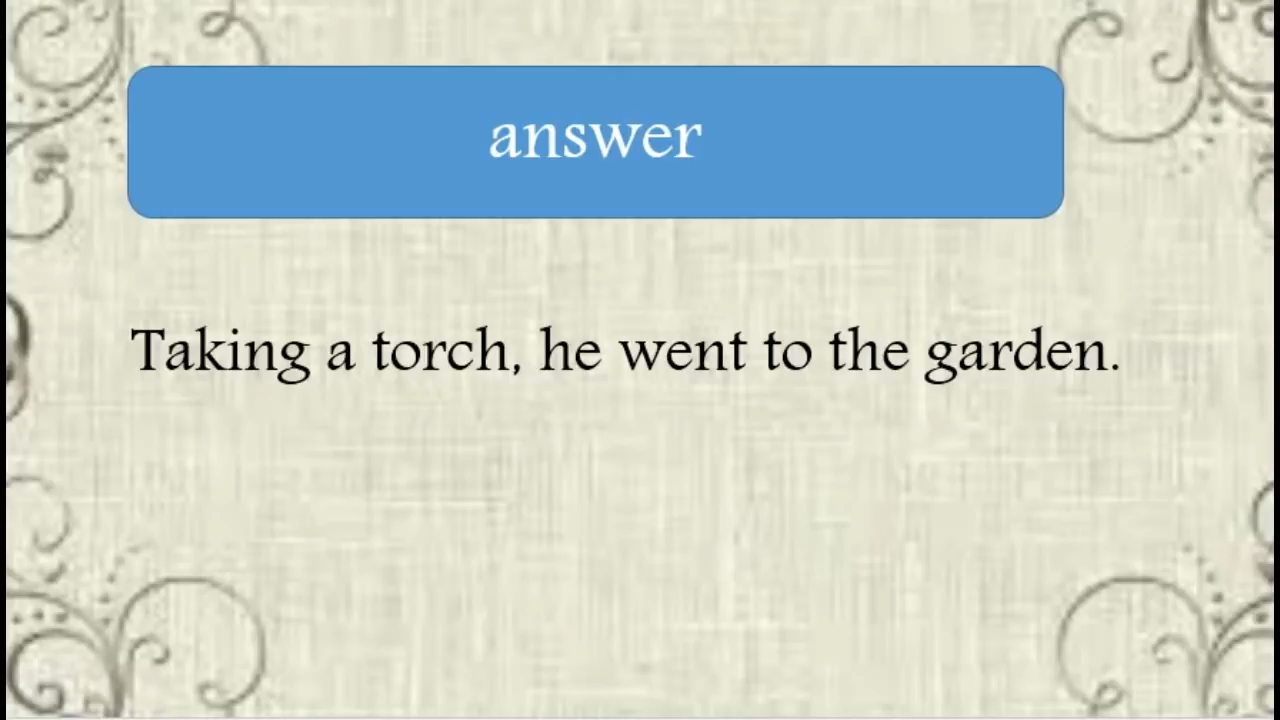 answer
Taking a torch, he went to the garden.